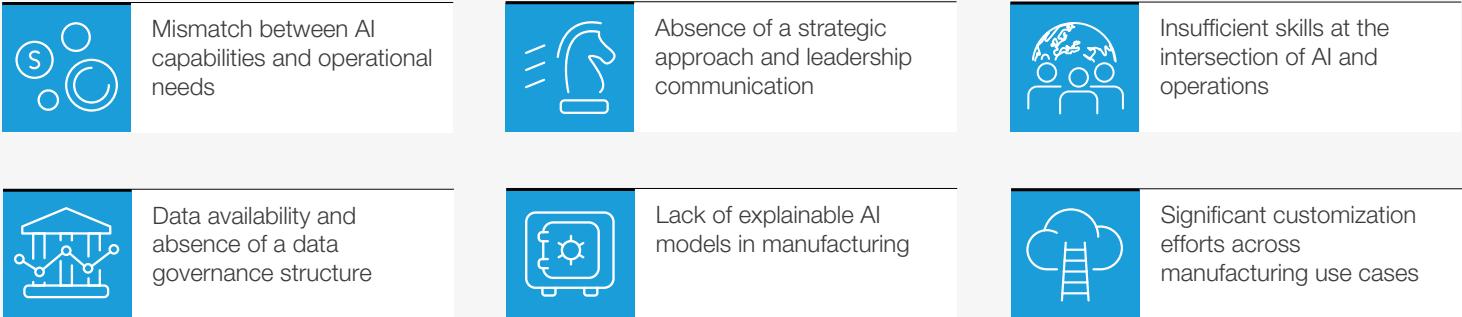 S
Mismatch between AI
capabilities and operational
needs
Absence of a strategic
approach and leadership
communication
Insufficient skills at the
intersection of AI and
operations
Data availability and
absence of a data
governance structure
Lack of explainable AI
models in manufacturing
Significant customization
efforts across
manufacturing use cases